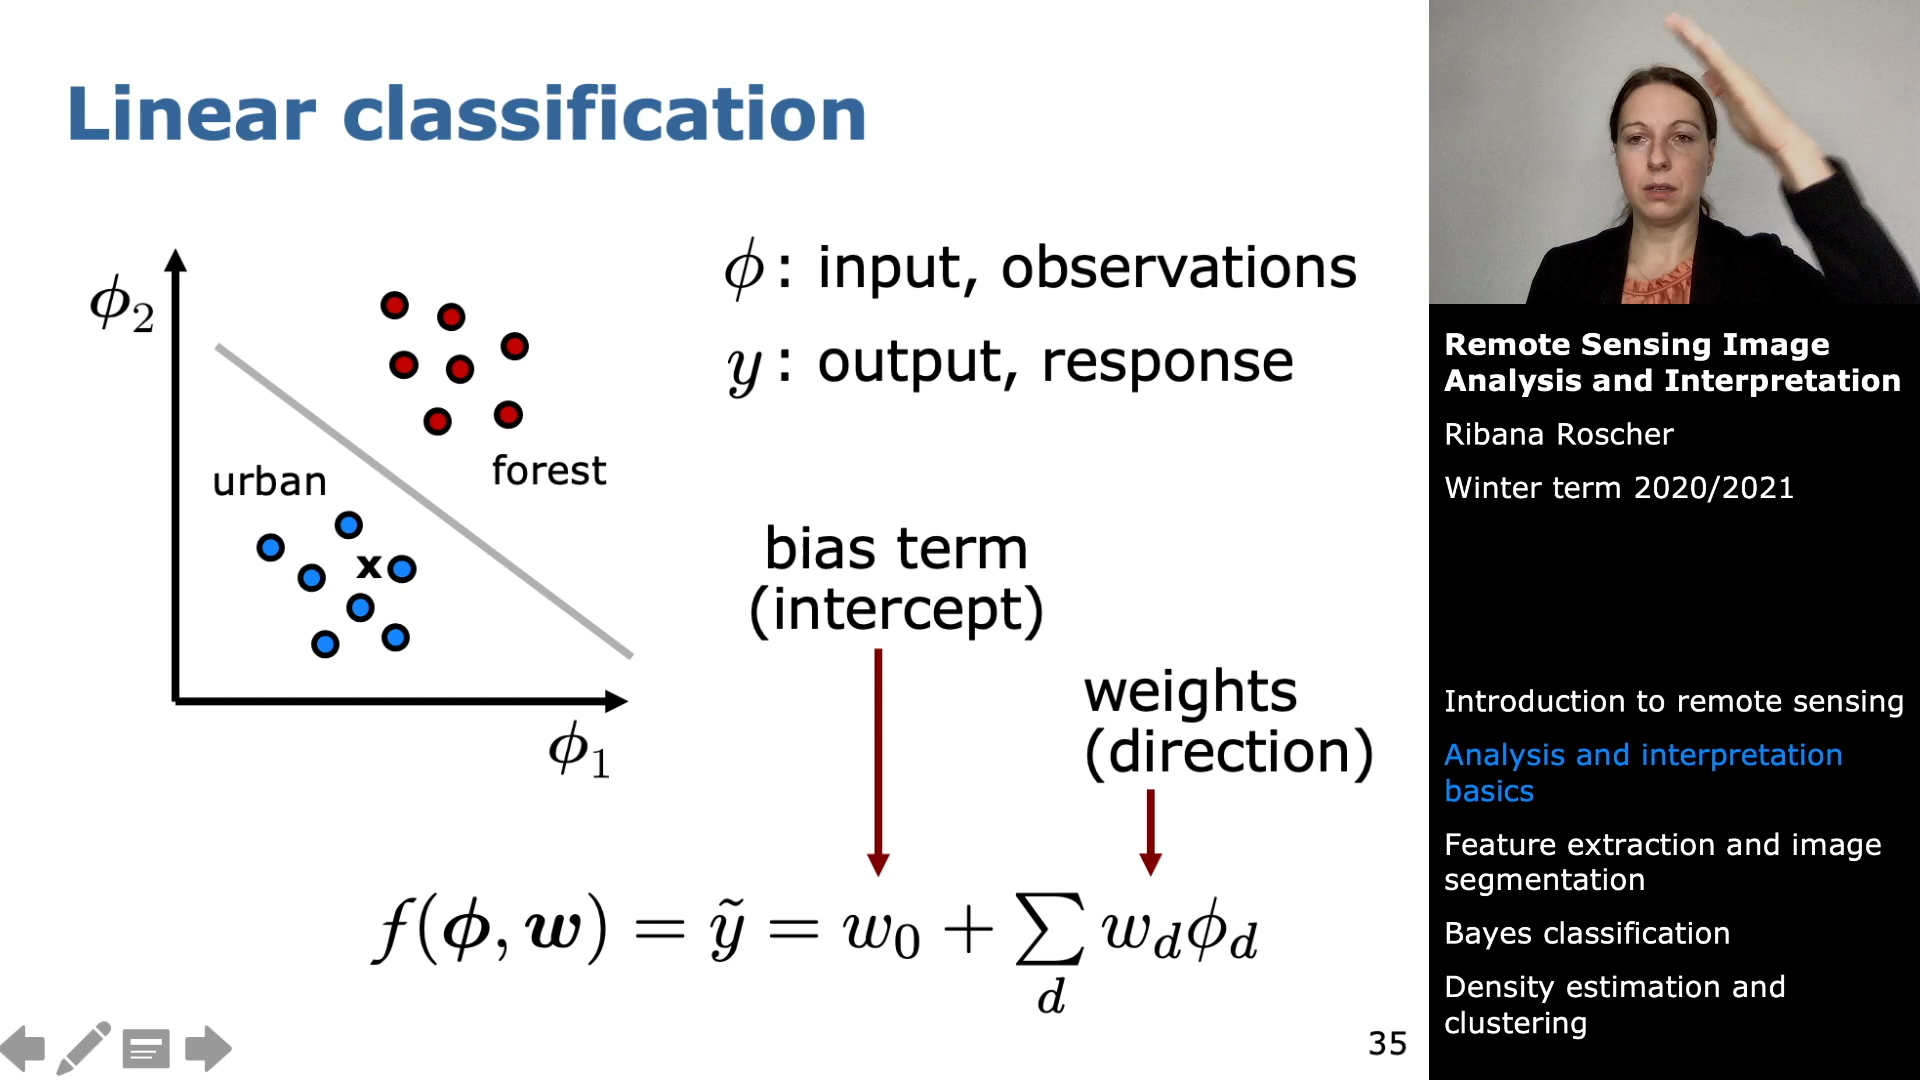 Linear classification
ϕ : input, observations
y : output, response
ϕ2
forest
urban
x
ϕ1
bias term
(intercept)
weights
(direction)
f(ϕ, w) = ỹ = w0 + ∑d wdϕd
35
Remote Sensing Image
Analysis and Interpretation
Ribana Roscher
Winter term 2020/2021
Introduction to remote sensing
Analysis and interpretation
basics
Feature extraction and image
segmentation
Bayes classification
Density estimation and
clustering